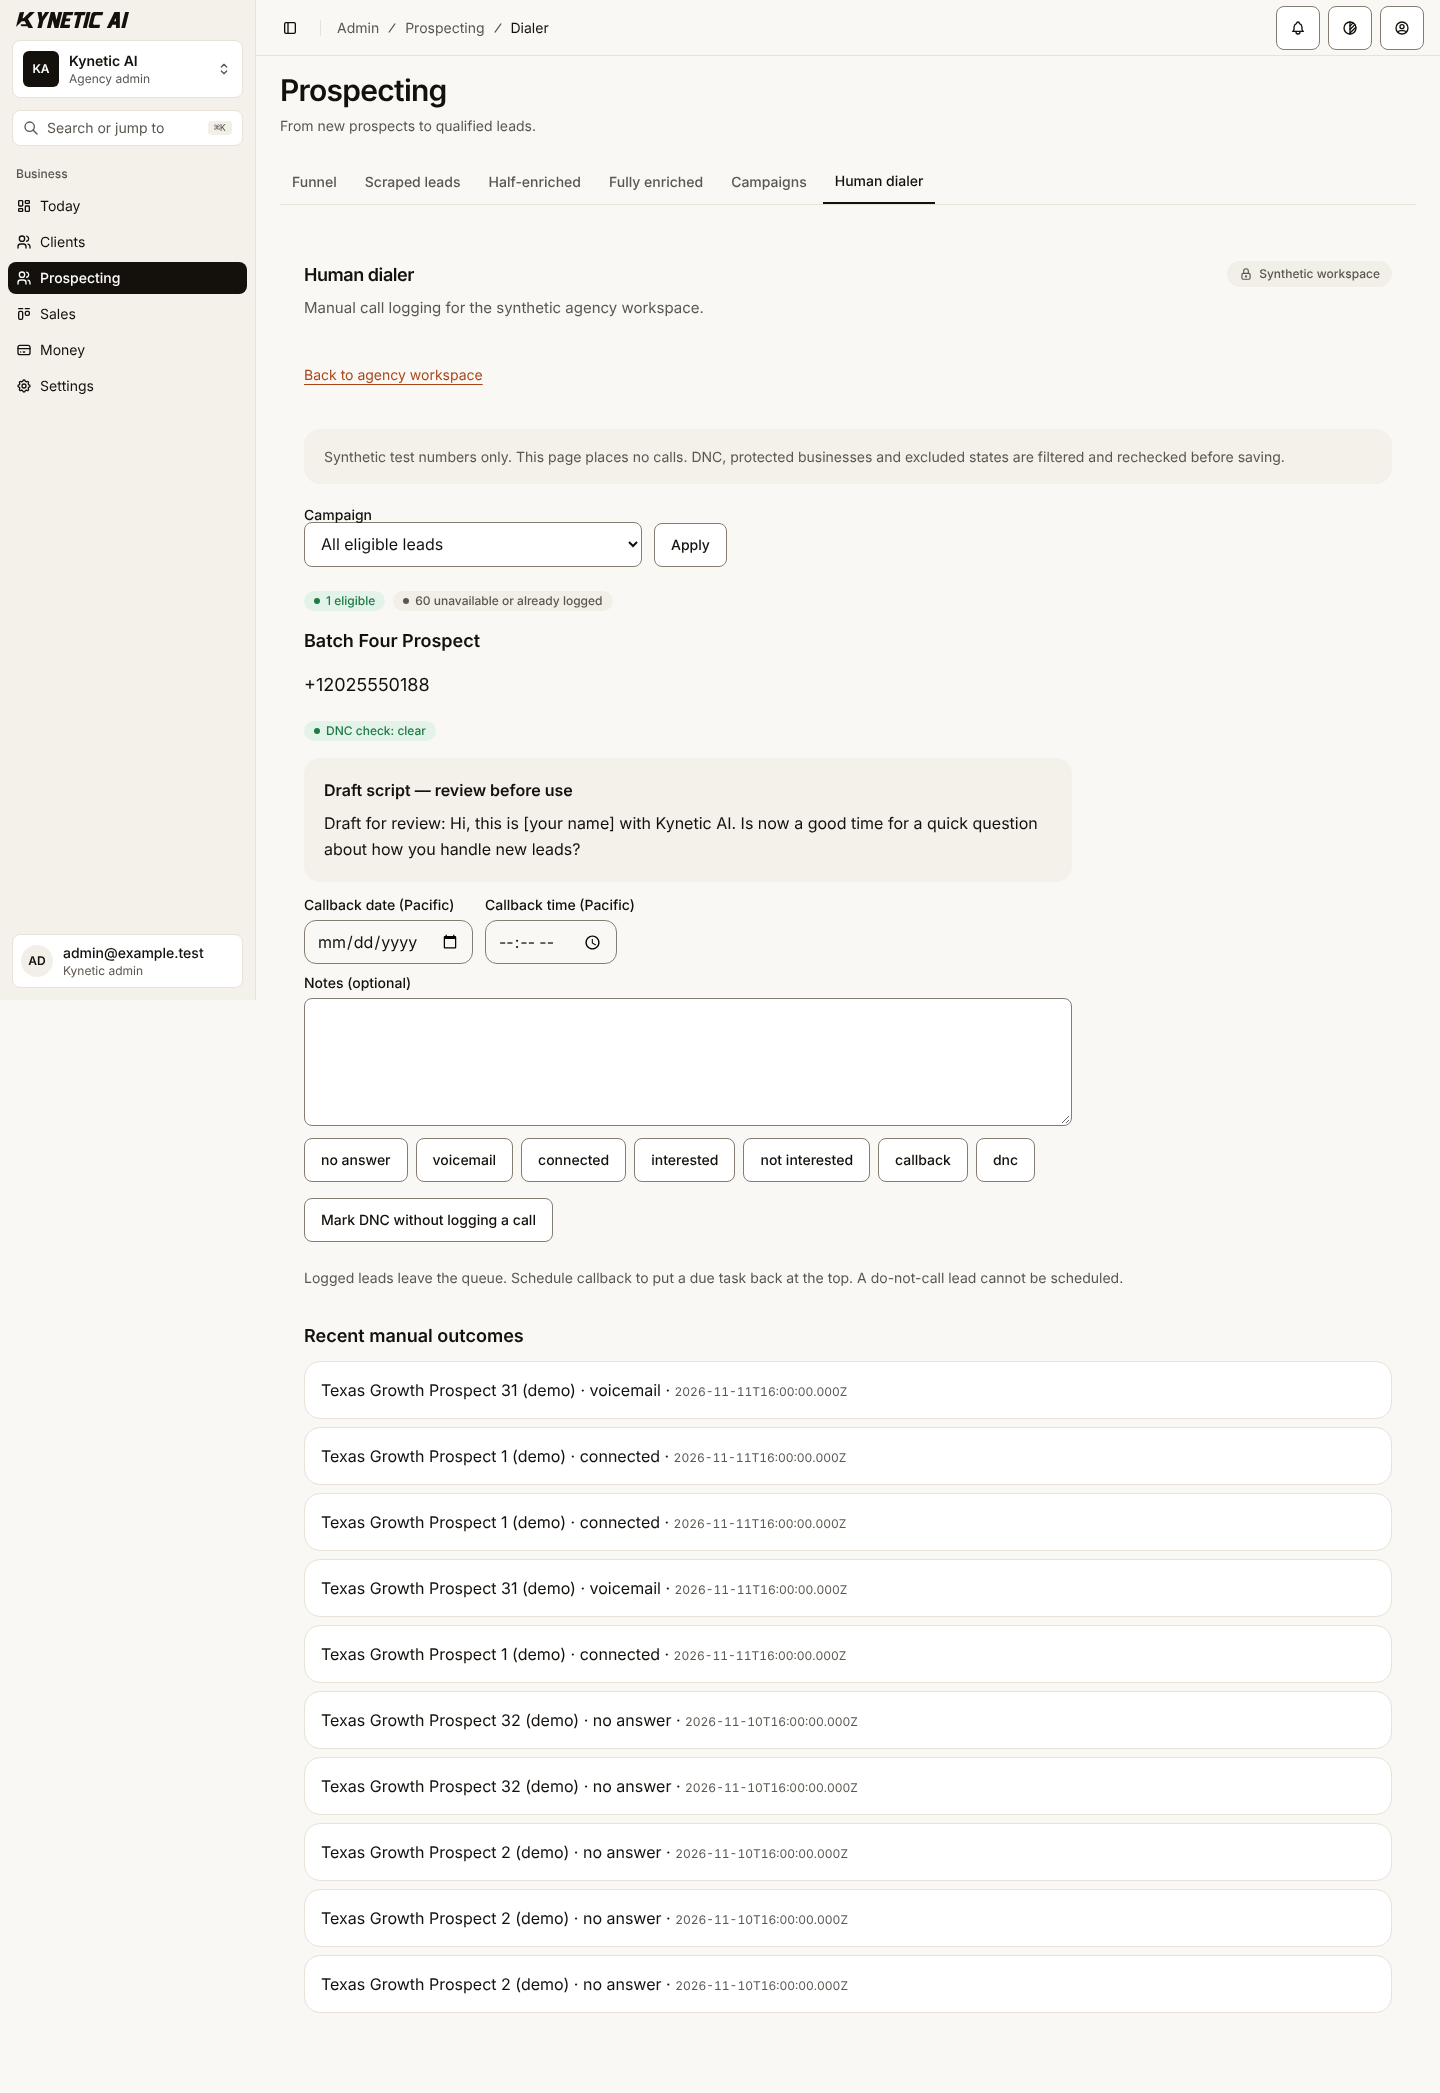 KYNETIC AI
KA
Kynetic AI
Agency admin
Search or jump to
⌘K
Business
Today
Clients
Prospecting
Sales
Money
Settings
AD
admin@example.test
Kynetic admin
Admin / Prospecting / Dialer
Prospecting
From new prospects to qualified leads.
Funnel
Scraped leads
Half-enriched
Fully enriched
Campaigns
Human dialer
Human dialer
Synthetic workspace
Manual call logging for the synthetic agency workspace.
Back to agency workspace
Synthetic test numbers only. This page places no calls. DNC, protected businesses and excluded states are filtered and rechecked before saving.
Campaign
All eligible leads
Apply
1 eligible
60 unavailable or already logged
Batch Four Prospect
+12025550188
DNC check: clear
Draft script — review before use
Draft for review: Hi, this is [your name] with Kynetic AI. Is now a good time for a quick question
about how you handle new leads?
Callback date (Pacific)
Callback time (Pacific)
mm/dd/yyyy
--:-- --
Notes (optional)
no answer
voicemail
connected
interested
not interested
callback
dnc
Mark DNC without logging a call
Logged leads leave the queue. Schedule callback to put a due task back at the top. A do-not-call lead cannot be scheduled.
Recent manual outcomes
Texas Growth Prospect 31 (demo) · voicemail · 2026-11-11T16:00:00.000Z
Texas Growth Prospect 1 (demo) · connected · 2026-11-11T16:00:00.000Z
Texas Growth Prospect 1 (demo) · connected · 2026-11-11T16:00:00.000Z
Texas Growth Prospect 31 (demo) · voicemail · 2026-11-11T16:00:00.000Z
Texas Growth Prospect 1 (demo) · connected · 2026-11-11T16:00:00.000Z
Texas Growth Prospect 32 (demo) · no answer · 2026-11-10T16:00:00.000Z
Texas Growth Prospect 32 (demo) · no answer · 2026-11-10T16:00:00.000Z
Texas Growth Prospect 2 (demo) · no answer · 2026-11-10T16:00:00.000Z
Texas Growth Prospect 2 (demo) · no answer · 2026-11-10T16:00:00.000Z
Texas Growth Prospect 2 (demo) · no answer · 2026-11-10T16:00:00.000Z